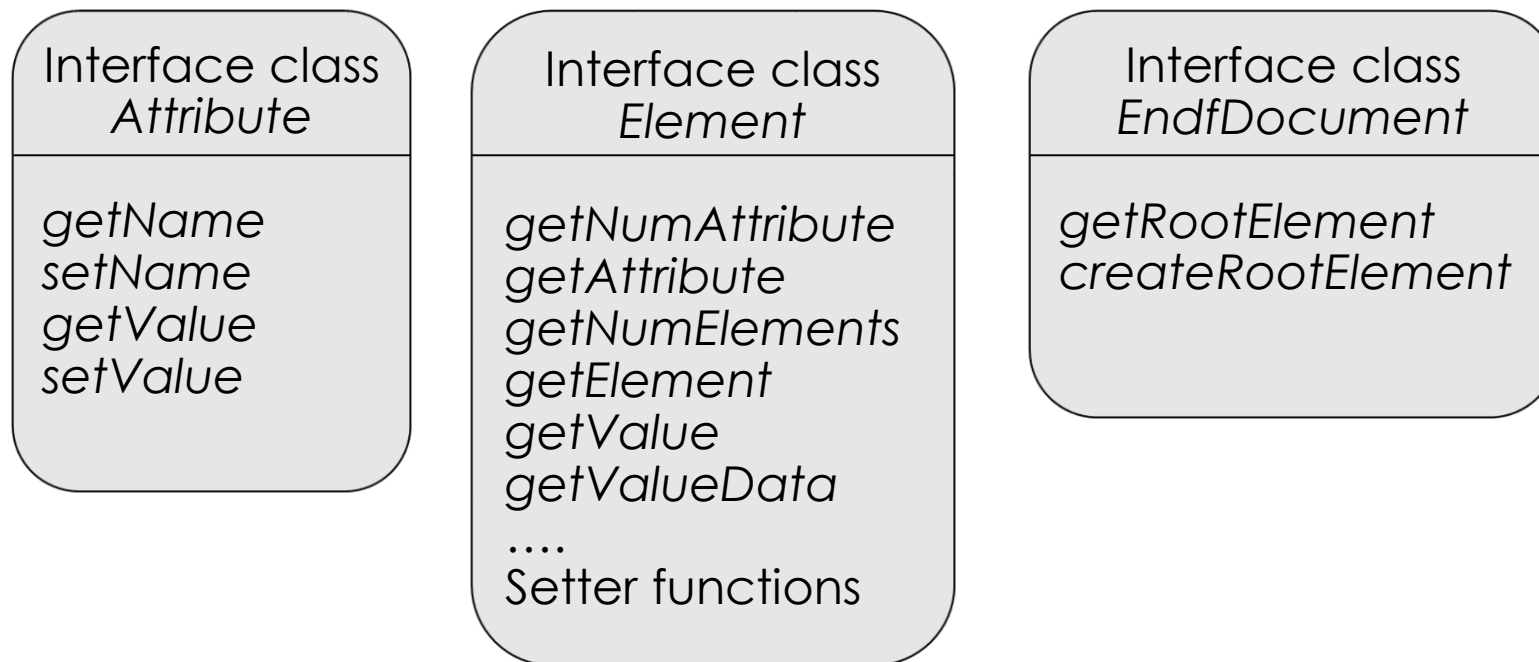 Interface class
Attribute
getName
setName
getValue
setValue
Interface class
Element
getNumAttribute
getAttribute
getNumElements
getElement
getValue
getValueData
….
Setter functions
Interface class
EndfDocument
getRootElement
createRootElement